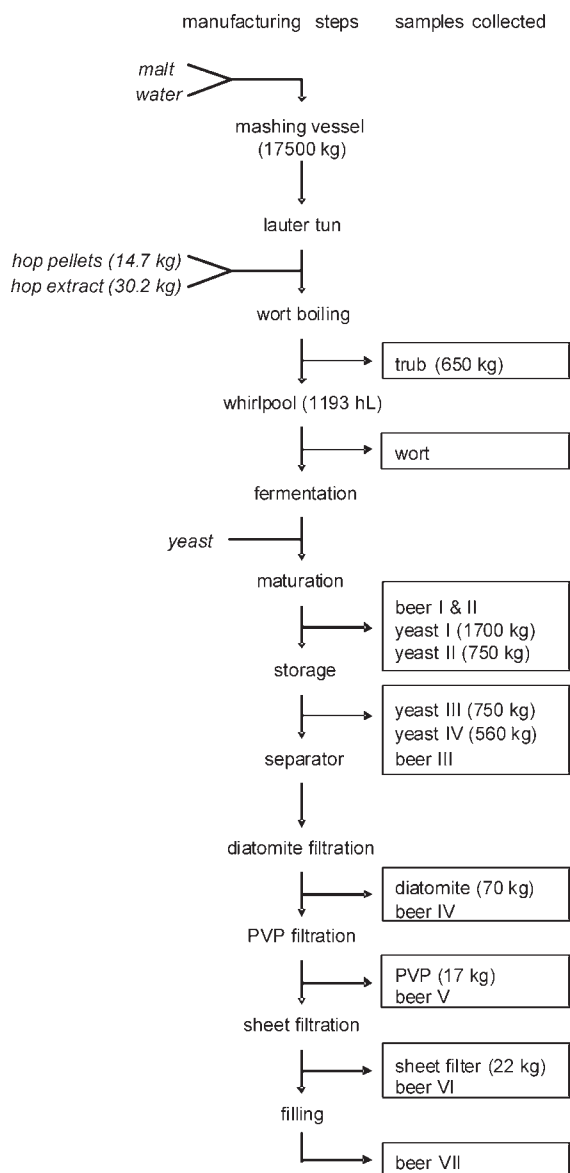 manufacturing steps samples collected
malt
water
mashing vessel
(17500 kg)
lauter tun
hop pellets (14.7 kg)
hop extract (30.2 kg)
wort boiling
trub (650 kg)
whirlpool (1193 hL)
wort
fermentation
yeast
maturation
beer I & II
yeast I (1700 kg)
yeast II (750 kg)
storage
yeast III (750 kg)
yeast IV (560 kg)
beer III
separator
diatomite filtration
diatomite (70 kg)
beer IV
PVP filtration
PVP (17 kg)
beer V
sheet filtration
sheet filter (22 kg)
beer VI
filling
beer VII